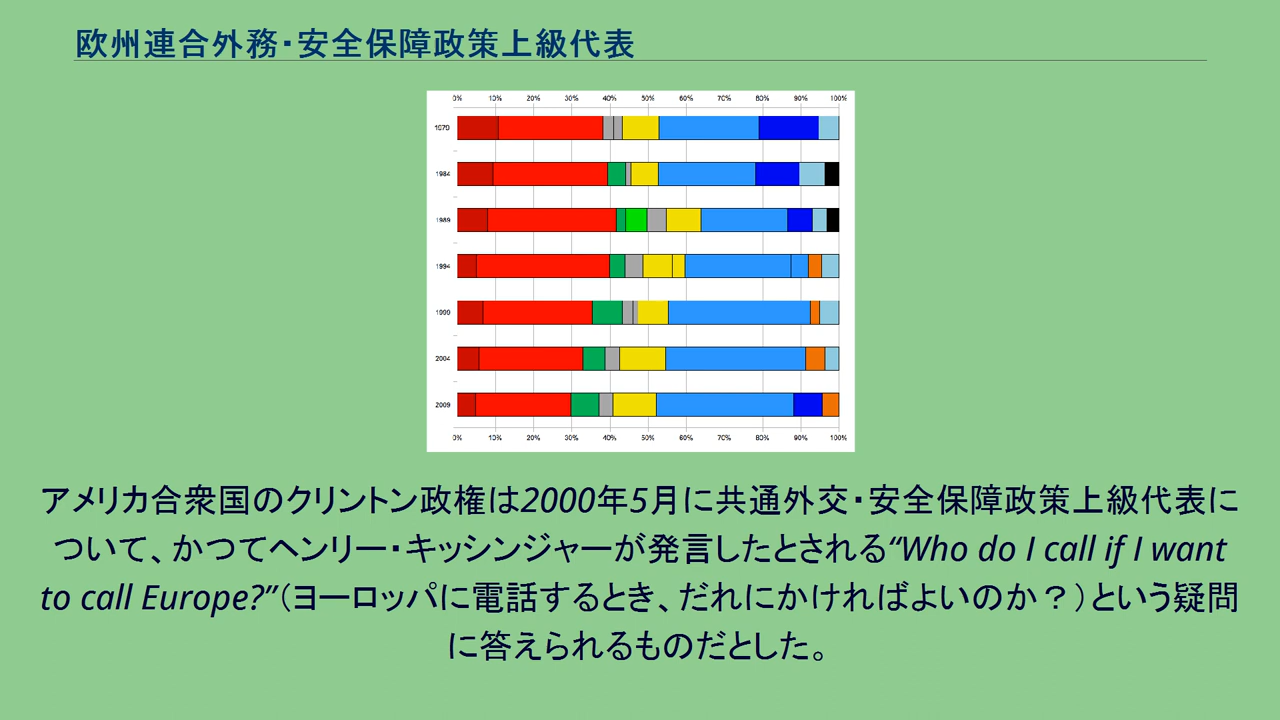 欧州連合外務・安全保障政策上級代表
0% 10% 20% 30% 40% 50% 60% 70% 80% 90% 100%
1979
1984
1989
1994
1999
2004
2009
0% 10% 20% 30% 40% 50% 60% 70% 80% 90% 100%
アメリカ合衆国のクリントン政権は2000年5月に共通外交・安全保障政策上級代表に
ついて、かつてヘンリー・キッシンジャーが発言したとされる“Who do I call if I want
to call Europe?”（ヨーロッパに電話するとき、だれにかければよいのか？）という疑問
に答えられるものだとした。